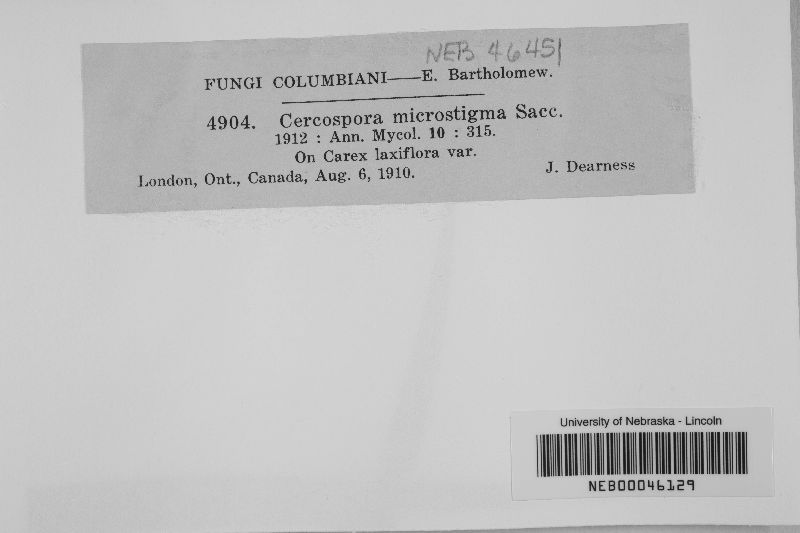 NEB 46451
FUNGI COLUMBIANI——E. Bartholomew.
4904. Cercospora microstigma Sacc.
1912 : Ann. Mycol. 10 : 315.
On Carex laxiflora var.
London, Ont., Canada, Aug. 6, 1910. J. Dearness
University of Nebraska - Lincoln
NEB00046129